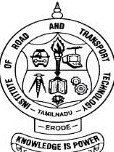 INSTITUTE OF ROAD AND TRANSPORT TECHNOLOGY
TAMILNADU
ERODE
KNOWLEDGE IS POWER